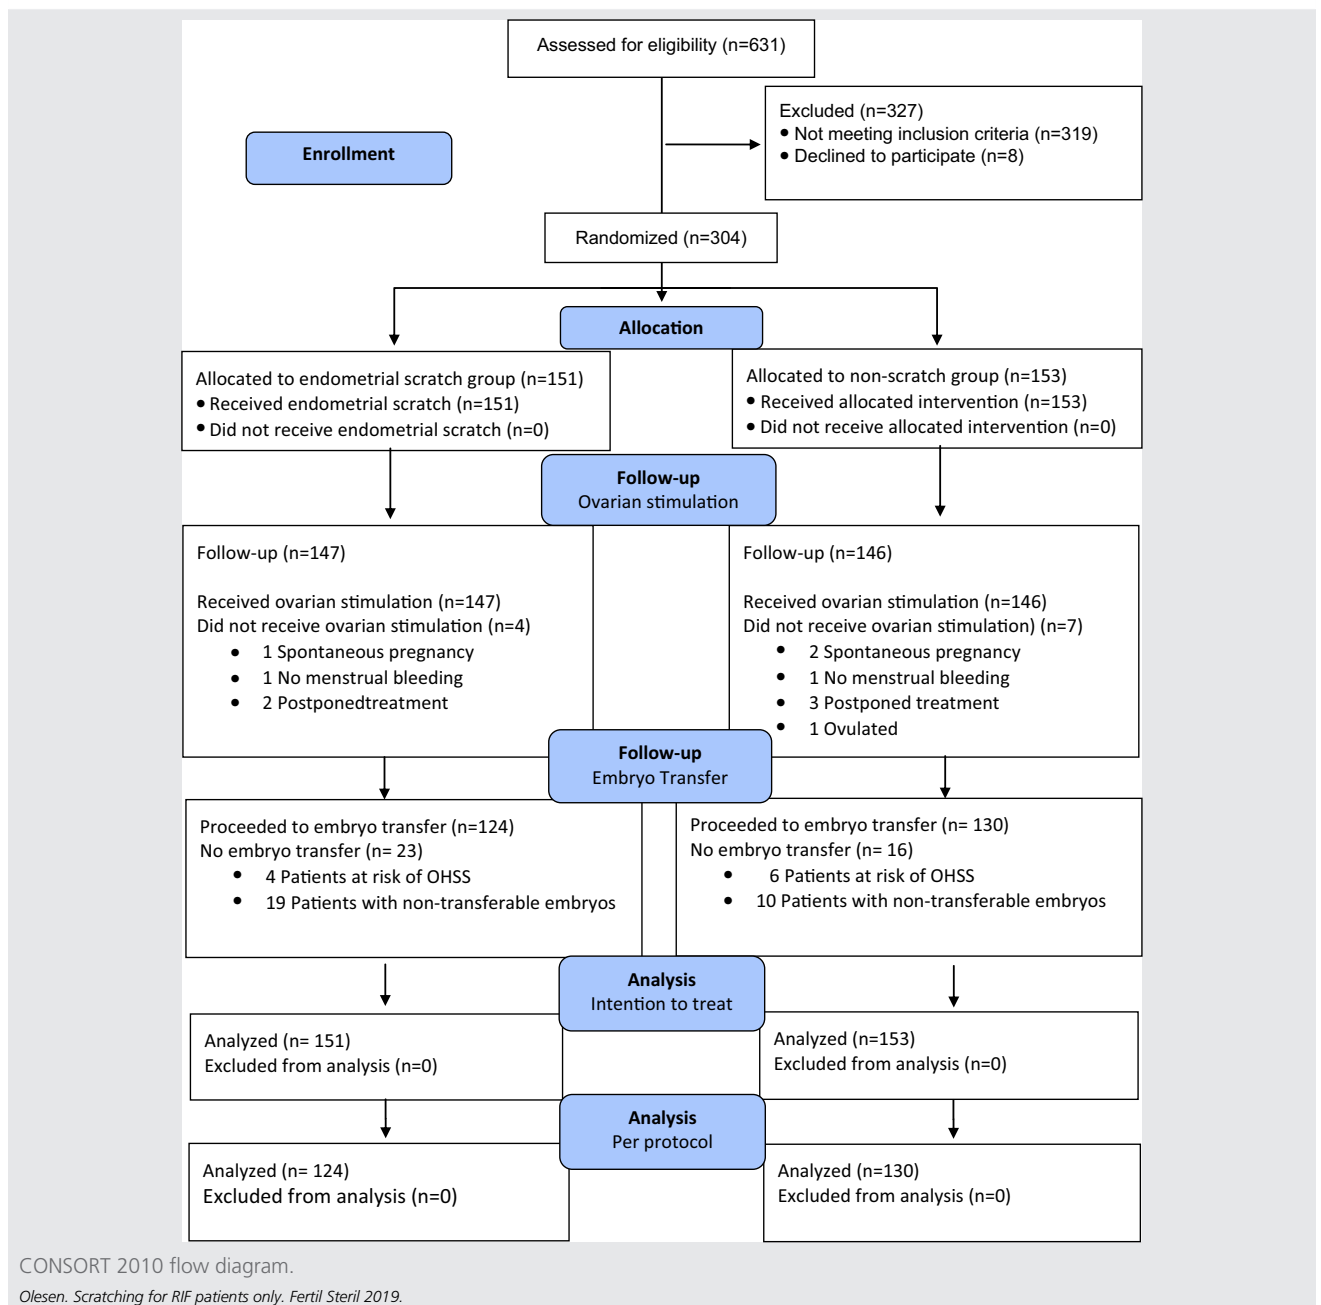 Assessed for eligibility (n=631)
Excluded (n=327)
• Not meeting inclusion criteria (n=319)
• Declined to participate (n=8)
Enrollment
Randomized (n=304)
Allocation
Allocated to endometrial scratch group (n=151)
• Received endometrial scratch (n=151)
• Did not receive endometrial scratch (n=0)
Allocated to non-scratch group (n=153)
• Received allocated intervention (n=153)
• Did not receive allocated intervention (n=0)
Follow-up
Ovarian stimulation
Follow-up (n=147)
Received ovarian stimulation (n=147)
Did not receive ovarian stimulation (n=4)
• 1 Spontaneous pregnancy
• 1 No menstrual bleeding
• 2 Postponedtreatment
Follow-up (n=146)
Received ovarian stimulation (n=146)
Did not receive ovarian stimulation) (n=7)
• 2 Spontaneous pregnancy
• 1 No menstrual bleeding
• 3 Postponed treatment
• 1 Ovulated
Follow-up
Embryo Transfer
Proceeded to embryo transfer (n=124)
No embryo transfer (n= 23)
• 4 Patients at risk of OHSS
• 19 Patients with non-transferable embryos
Proceeded to embryo transfer (n= 130)
No embryo transfer (n= 16)
• 6 Patients at risk of OHSS
• 10 Patients with non-transferable embryos
Analysis
Intention to treat
Analyzed (n= 151)
Excluded from analysis (n=0)
Analyzed (n=153)
Excluded from analysis (n=0)
Analysis
Per protocol
Analyzed (n= 124)
Excluded from analysis (n=0)
Analyzed (n=130)
Excluded from analysis (n=0)
CONSORT 2010 flow diagram.
Olesen. Scratching for RIF patients only. Fertil Steril 2019.